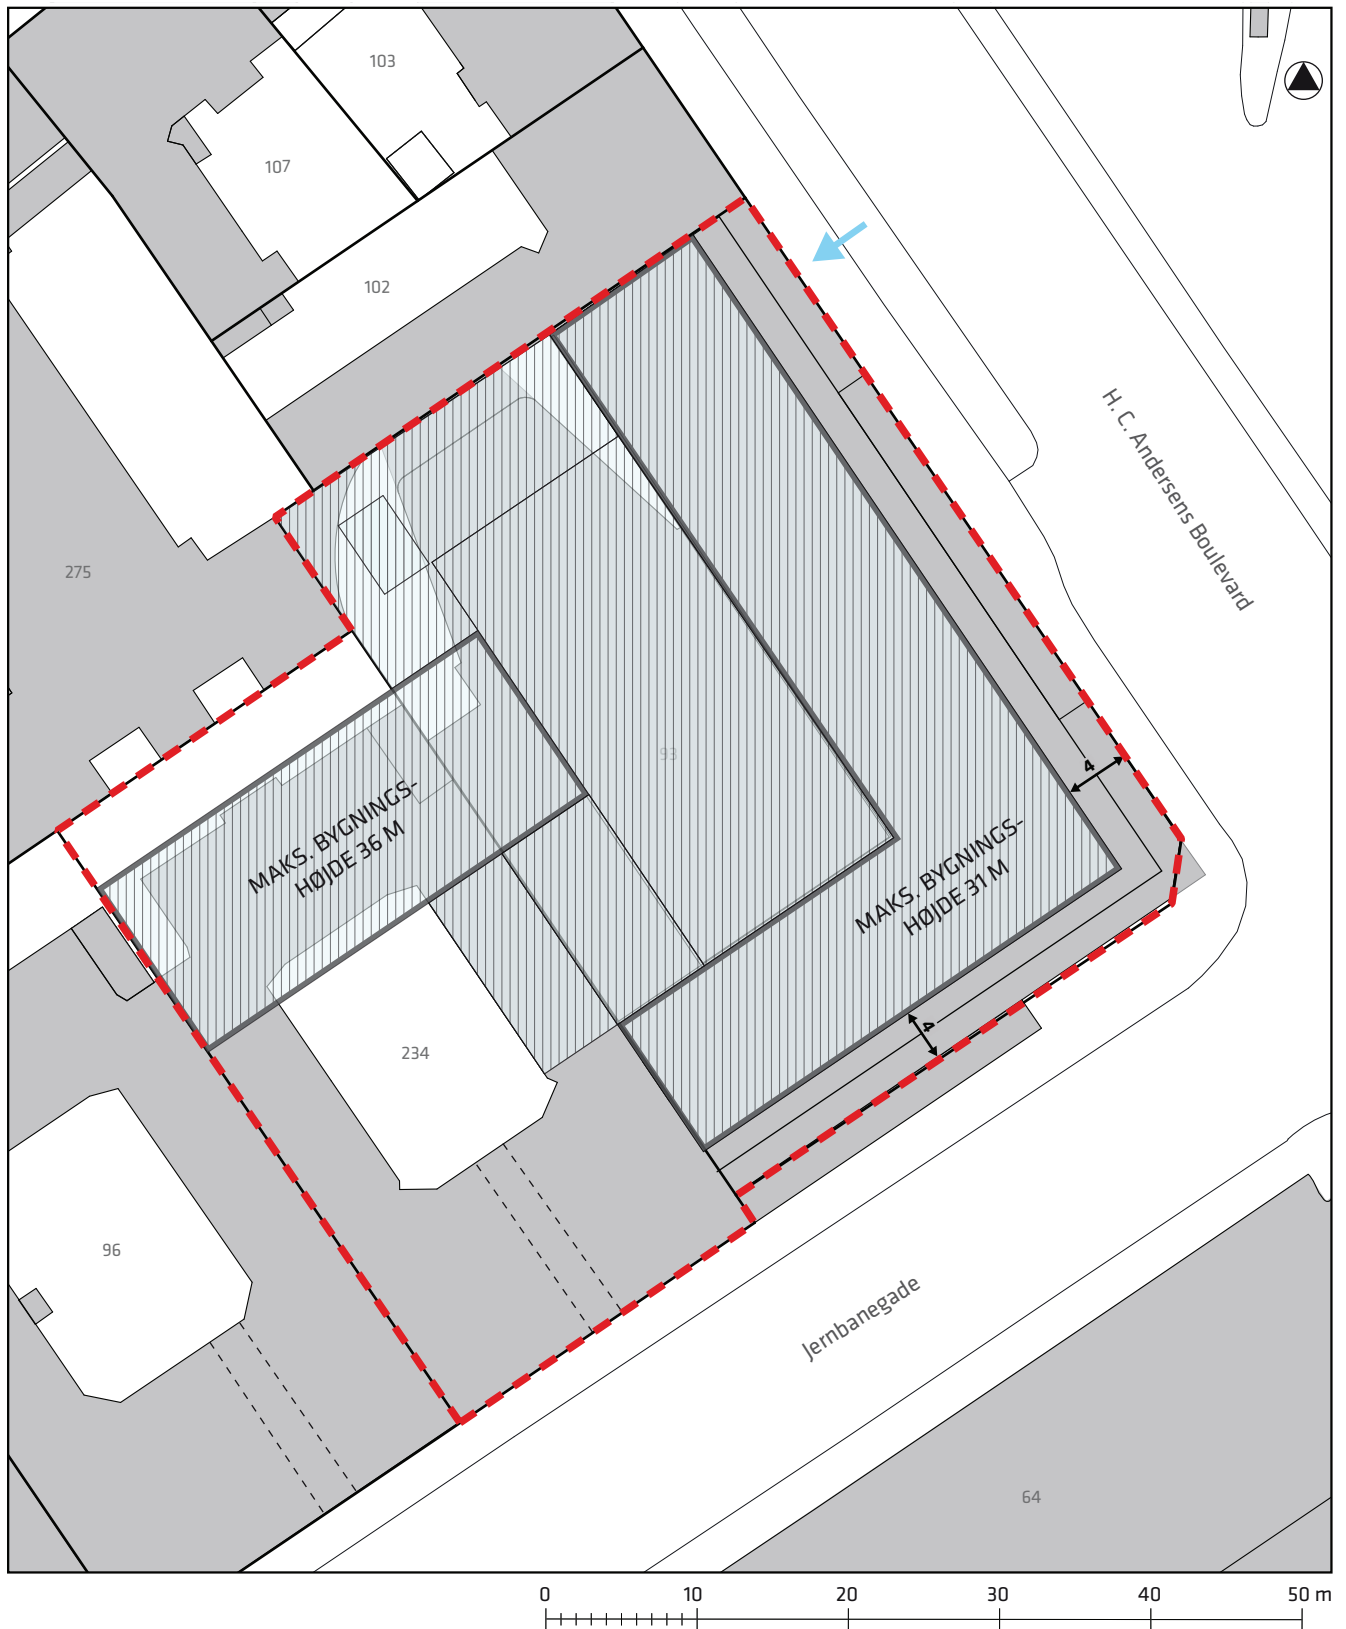 103
107
102
H. C. Andersens Boulevard
275
93
4
MAKS. BYGNINGS-
HØJDE 36 M
MAKS. BYGNINGS-
HØJDE 31 M
4
234
96
Jernbanegade
64
0 10 20 30 40 50 m